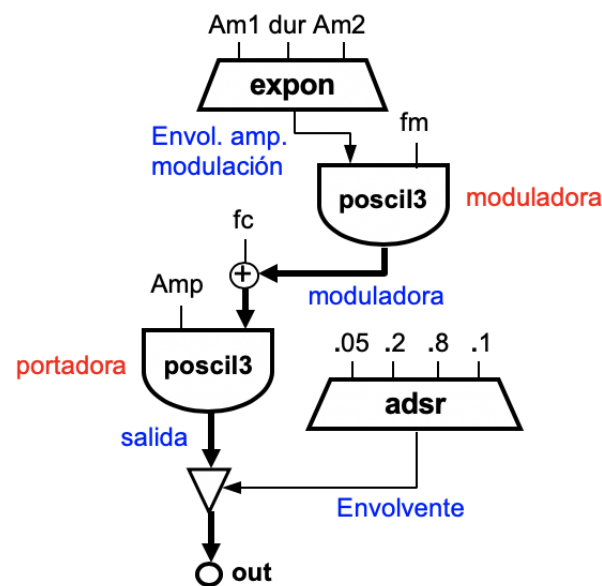 Am1 dur Am2
expon
Envol. amp.
modulación
fm
poscil3
moduladora
fc
+
moduladora
Amp
portadora
poscil3
.05 .2 .8 .1
adsr
salida
Envolvente
out